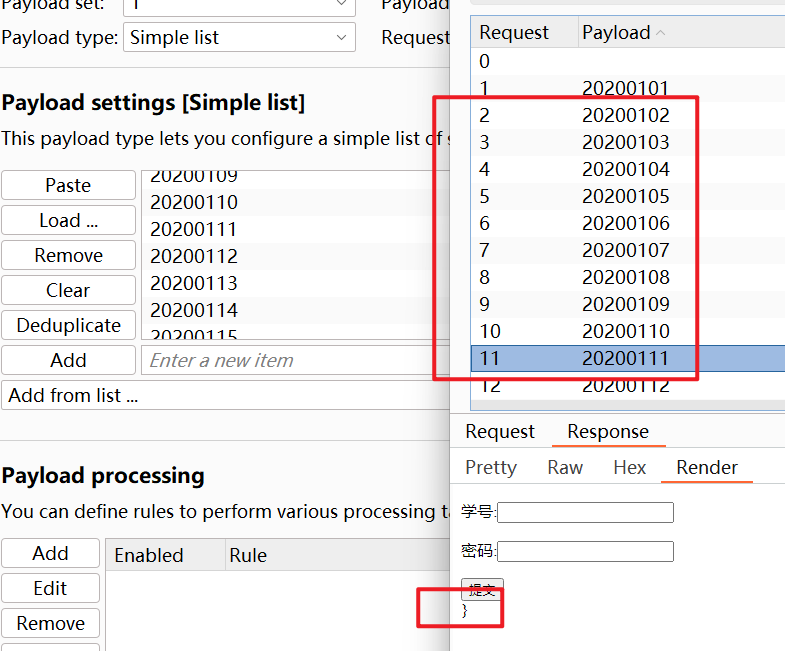 Payload set: 1
Payload
Payload type: Simple list
Request
Payload settings [Simple list]
This payload type lets you configure a simple list of s
Paste
Load ...
Remove
Clear
Deduplicate
Add
20200109
20200110
20200111
20200112
20200113
20200114
20200115
Enter a new item
Add from list ...
Payload processing
You can define rules to perform various processing ta
Add
Edit
Remove
Enabled Rule
Request Payload
0
1 20200101
2 20200102
3 20200103
4 20200104
5 20200105
6 20200106
7 20200107
8 20200108
9 20200109
10 20200110
11 20200111
12 20200112
Request Response
Pretty Raw Hex Render
学号:
密码:
提交
}